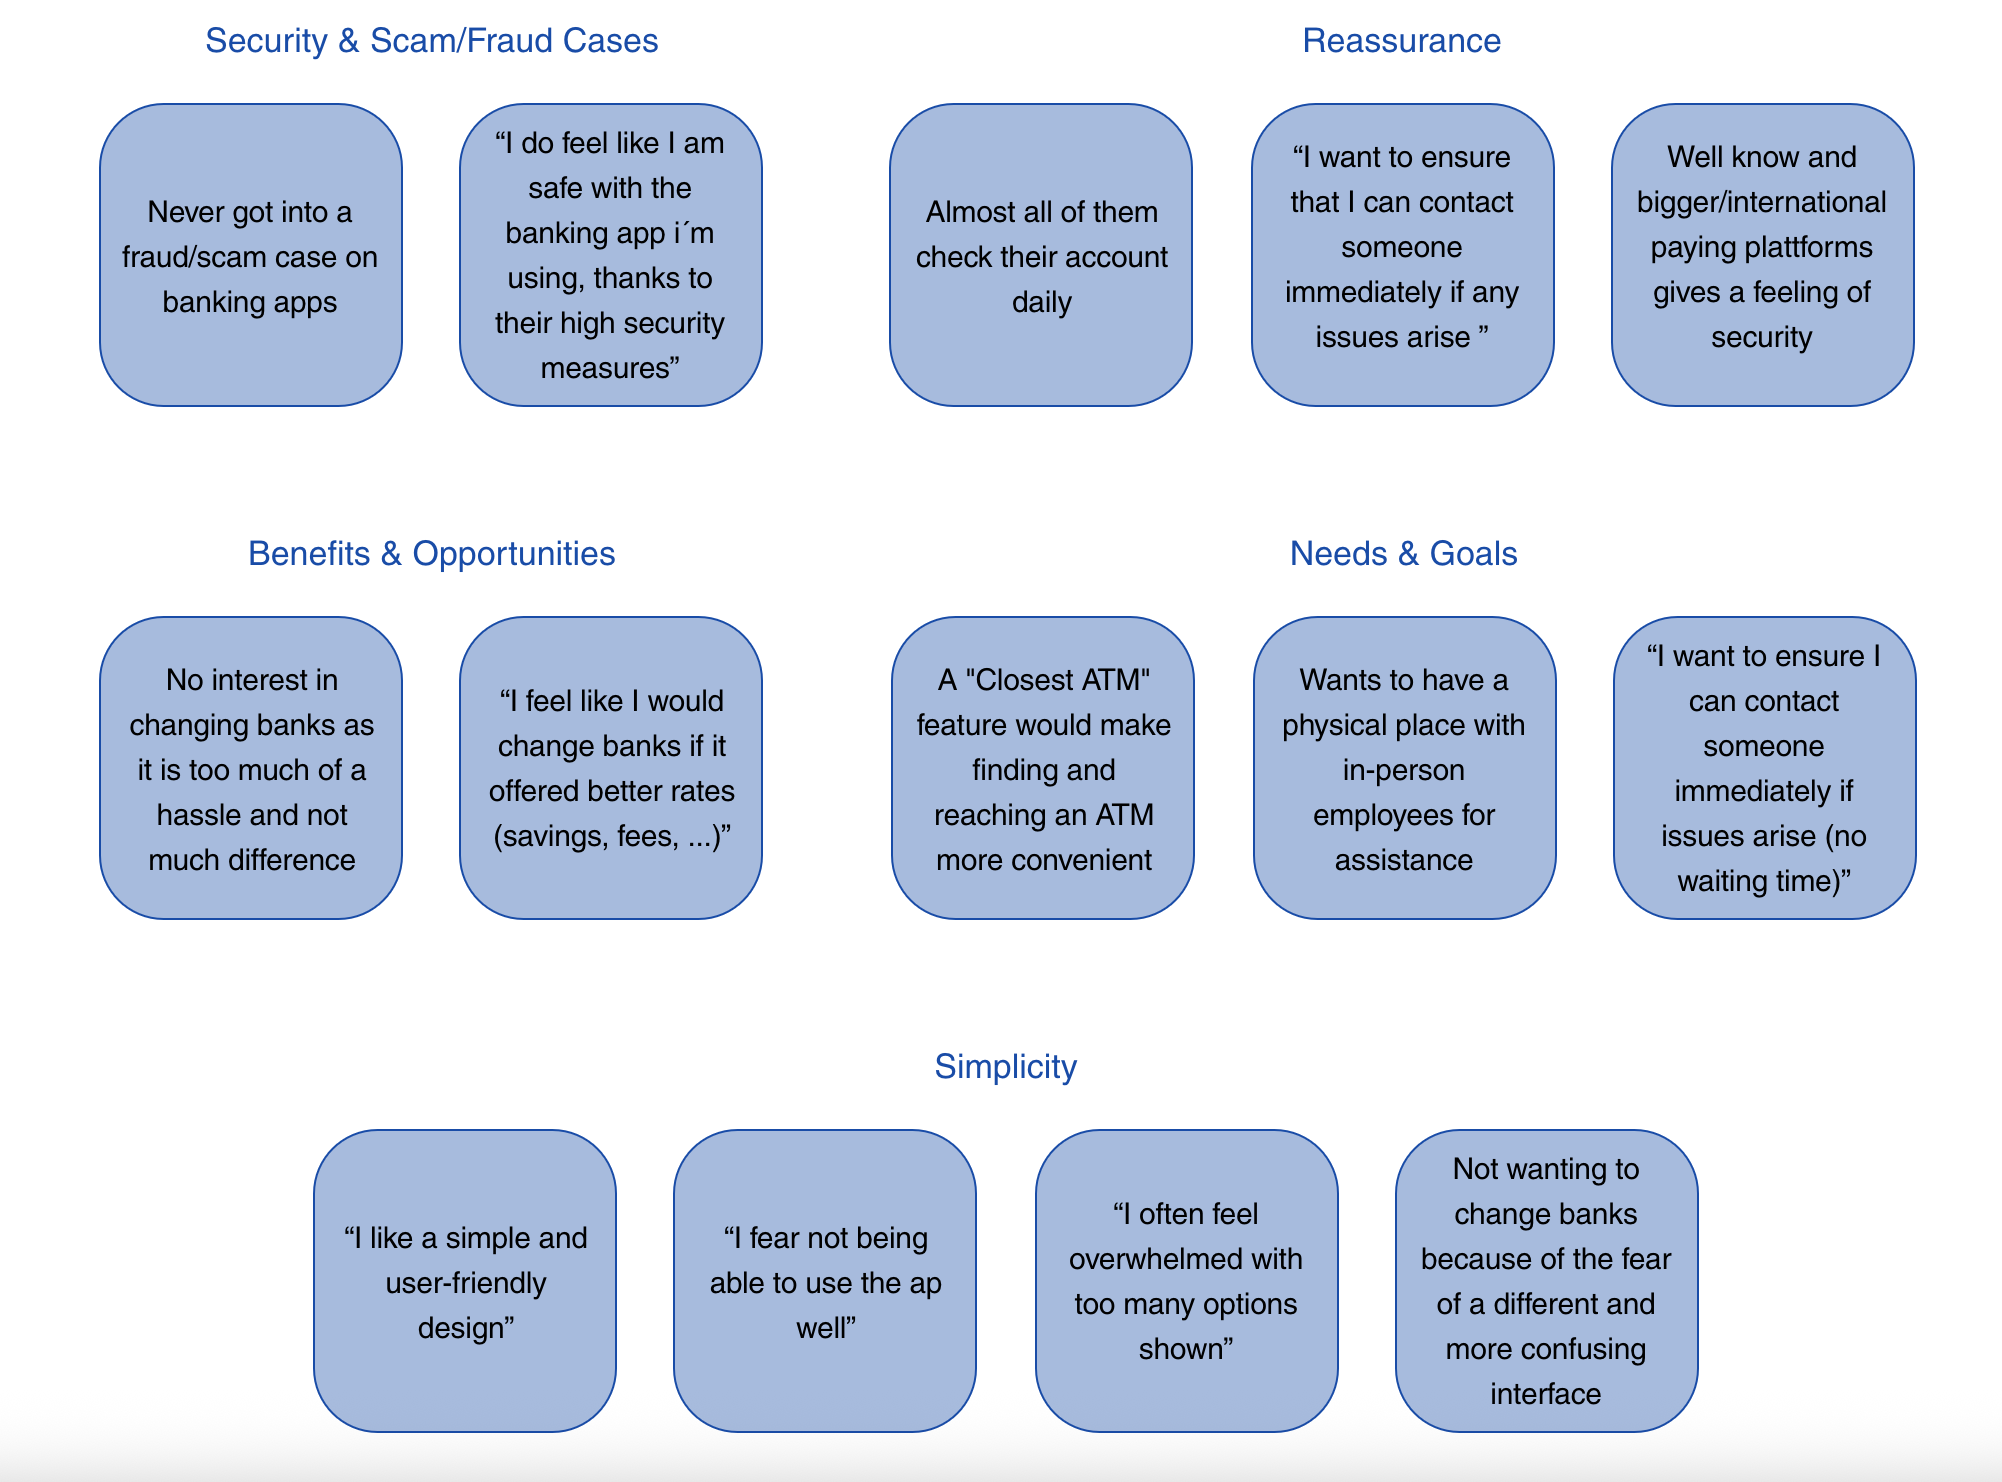 Security & Scam/Fraud Cases
Never got into a
fraud/scam case on
banking apps
“I do feel like I am
safe with the
banking app i´m
using, thanks to
their high security
measures”
Reassurance
Almost all of them
check their account
daily
“I want to ensure
that I can contact
someone
immediately if any
issues arise ”
Well know and
bigger/international
paying plattforms
gives a feeling of
security
Benefits & Opportunities
No interest in
changing banks as
it is too much of a
hassle and not
much difference
“I feel like I would
change banks if it
offered better rates
(savings, fees, ...)”
Needs & Goals
A "Closest ATM"
feature would make
finding and
reaching an ATM
more convenient
Wants to have a
physical place with
in-person
employees for
assistance
“I want to ensure I
can contact
someone
immediately if
issues arise (no
waiting time)”
Simplicity
“I like a simple and
user-friendly
design”
“I fear not being
able to use the ap
well”
“I often feel
overwhelmed with
too many options
shown”
Not wanting to
change banks
because of the fear
of a different and
more confusing
interface